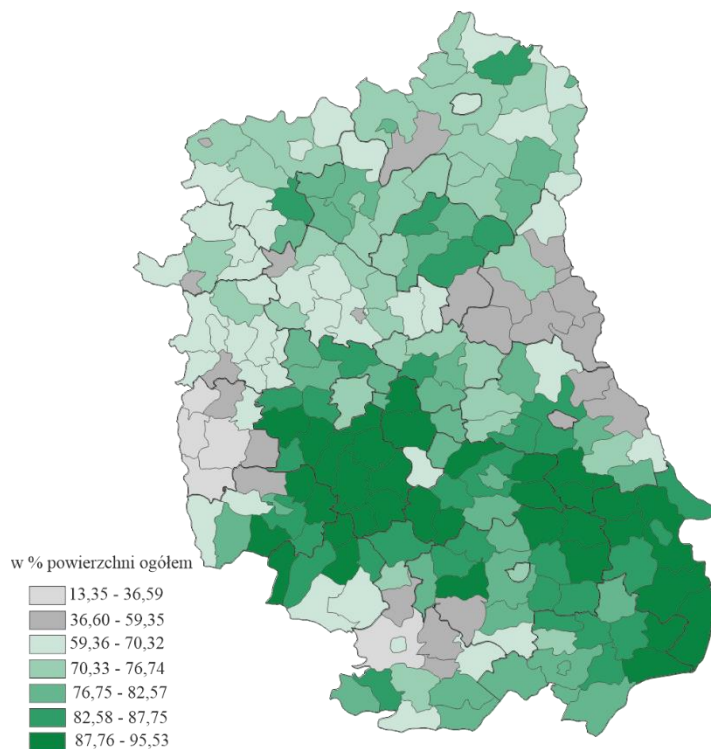 w % powierzchni ogółem
13,35 - 36,59
36,60 - 59,35
59,36 - 70,32
70,33 - 76,74
76,75 - 82,57
82,58 - 87,75
87,76 - 95,53